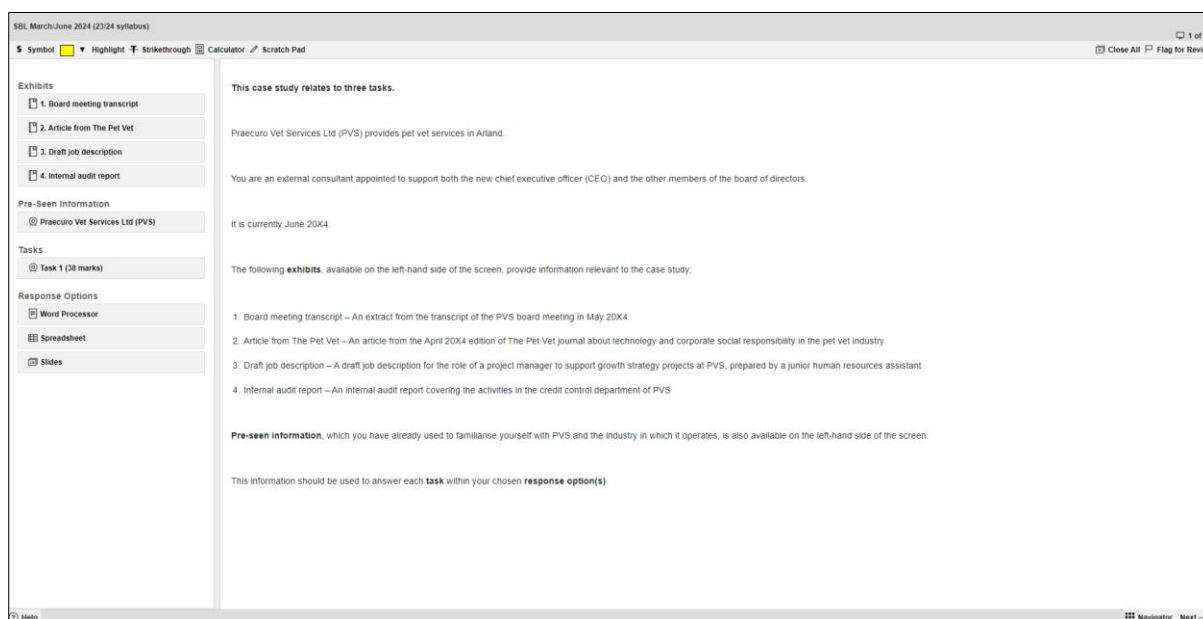 SBL March/June 2024 (23/24 syllabus)
1 of
$ Symbol ▼ Highlight Strikethrough Calculator Scratch Pad
Close All Flag for Revi
Exhibits
1. Board meeting transcript
2. Article from The Pet Vet
3. Draft job description
4. Internal audit report
Pre-Seen Information
Praecuro Vet Services Ltd (PVS)
Tasks
Task 1 (38 marks)
Response Options
Word Processor
Spreadsheet
Slides
This case study relates to three tasks.
Praecuro Vet Services Ltd (PVS) provides pet vet services in Arland.
You are an external consultant appointed to support both the new chief executive officer (CEO) and the other members of the board of directors.
It is currently June 20X4.
The following exhibits, available on the left-hand side of the screen, provide information relevant to the case study;
1. Board meeting transcript – An extract from the transcript of the PVS board meeting in May 20X4
2. Article from The Pet Vet – An article from the April 20X4 edition of The Pet Vet journal about technology and corporate social responsibility in the pet vet industry
3. Draft job description – A draft job description for the role of a project manager to support growth strategy projects at PVS, prepared by a junior human resources assistant
4. Internal audit report – An internal audit report covering the activities in the credit control department of PVS
Pre-seen information, which you have already used to familiarise yourself with PVS and the industry in which it operates, is also available on the left-hand side of the screen.
This information should be used to answer each task within your chosen response option(s).
Help
Navigator Next